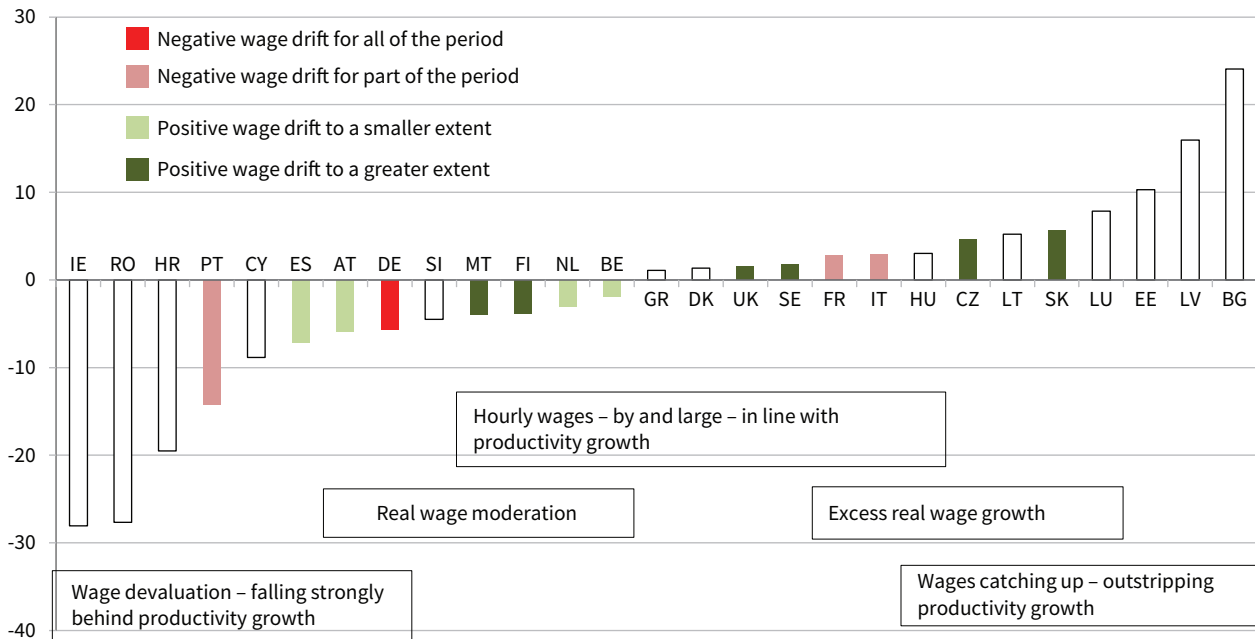 30
Negative wage drift for all of the period
Negative wage drift for part of the period
20
Positive wage drift to a smaller extent
Positive wage drift to a greater extent
10
IE RO HR PT CY ES AT DE SI MT FI NL BE
0
GR DK UK SE FR IT HU CZ LT SK LU EE LV BG
-10
Hourly wages – by and large – in line with
productivity growth
-20
Real wage moderation
Excess real wage growth
-30
Wage devaluation – falling strongly
behind productivity growth
Wages catching up – outstripping
productivity growth
-40